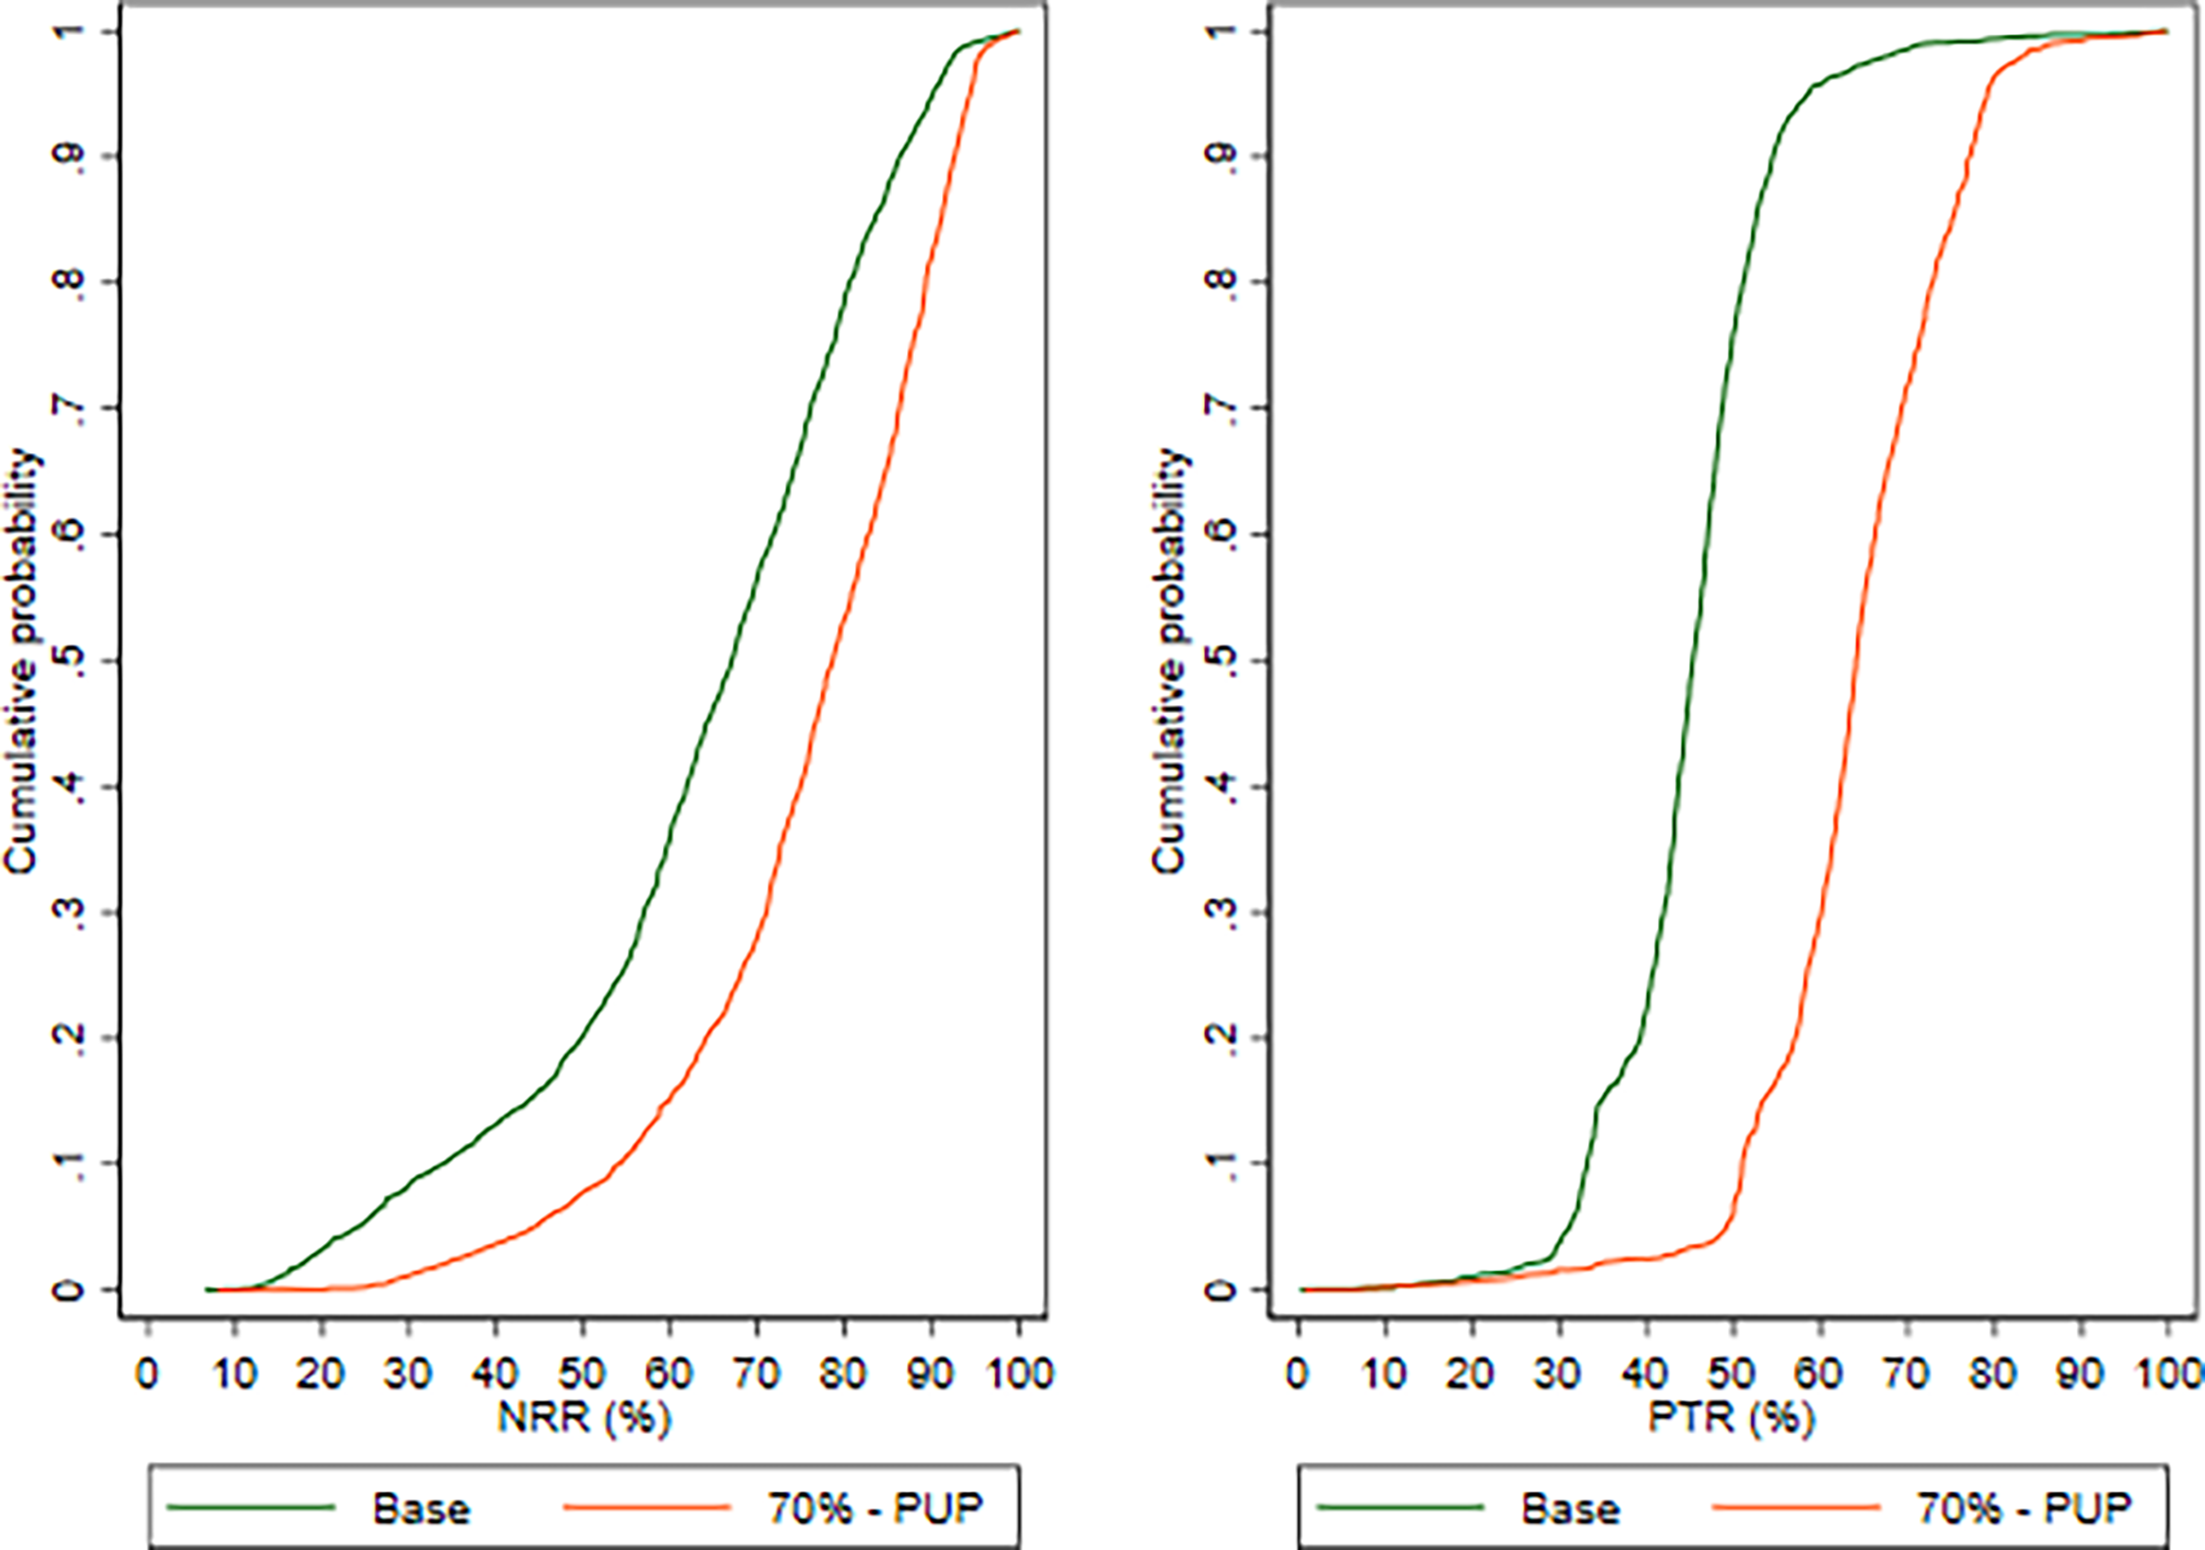 Cumulative probability
1
.9
.8
.7
.6
.5
.4
.3
.2
.1
0
0 10 20 30 40 50 60 70 80 90 100
NRR (%)
Base 70% - PUP
Cumulative probability
1
.9
.8
.7
.6
.5
.4
.3
.2
.1
0
0 10 20 30 40 50 60 70 80 90 100
PTR (%)
Base 70% - PUP